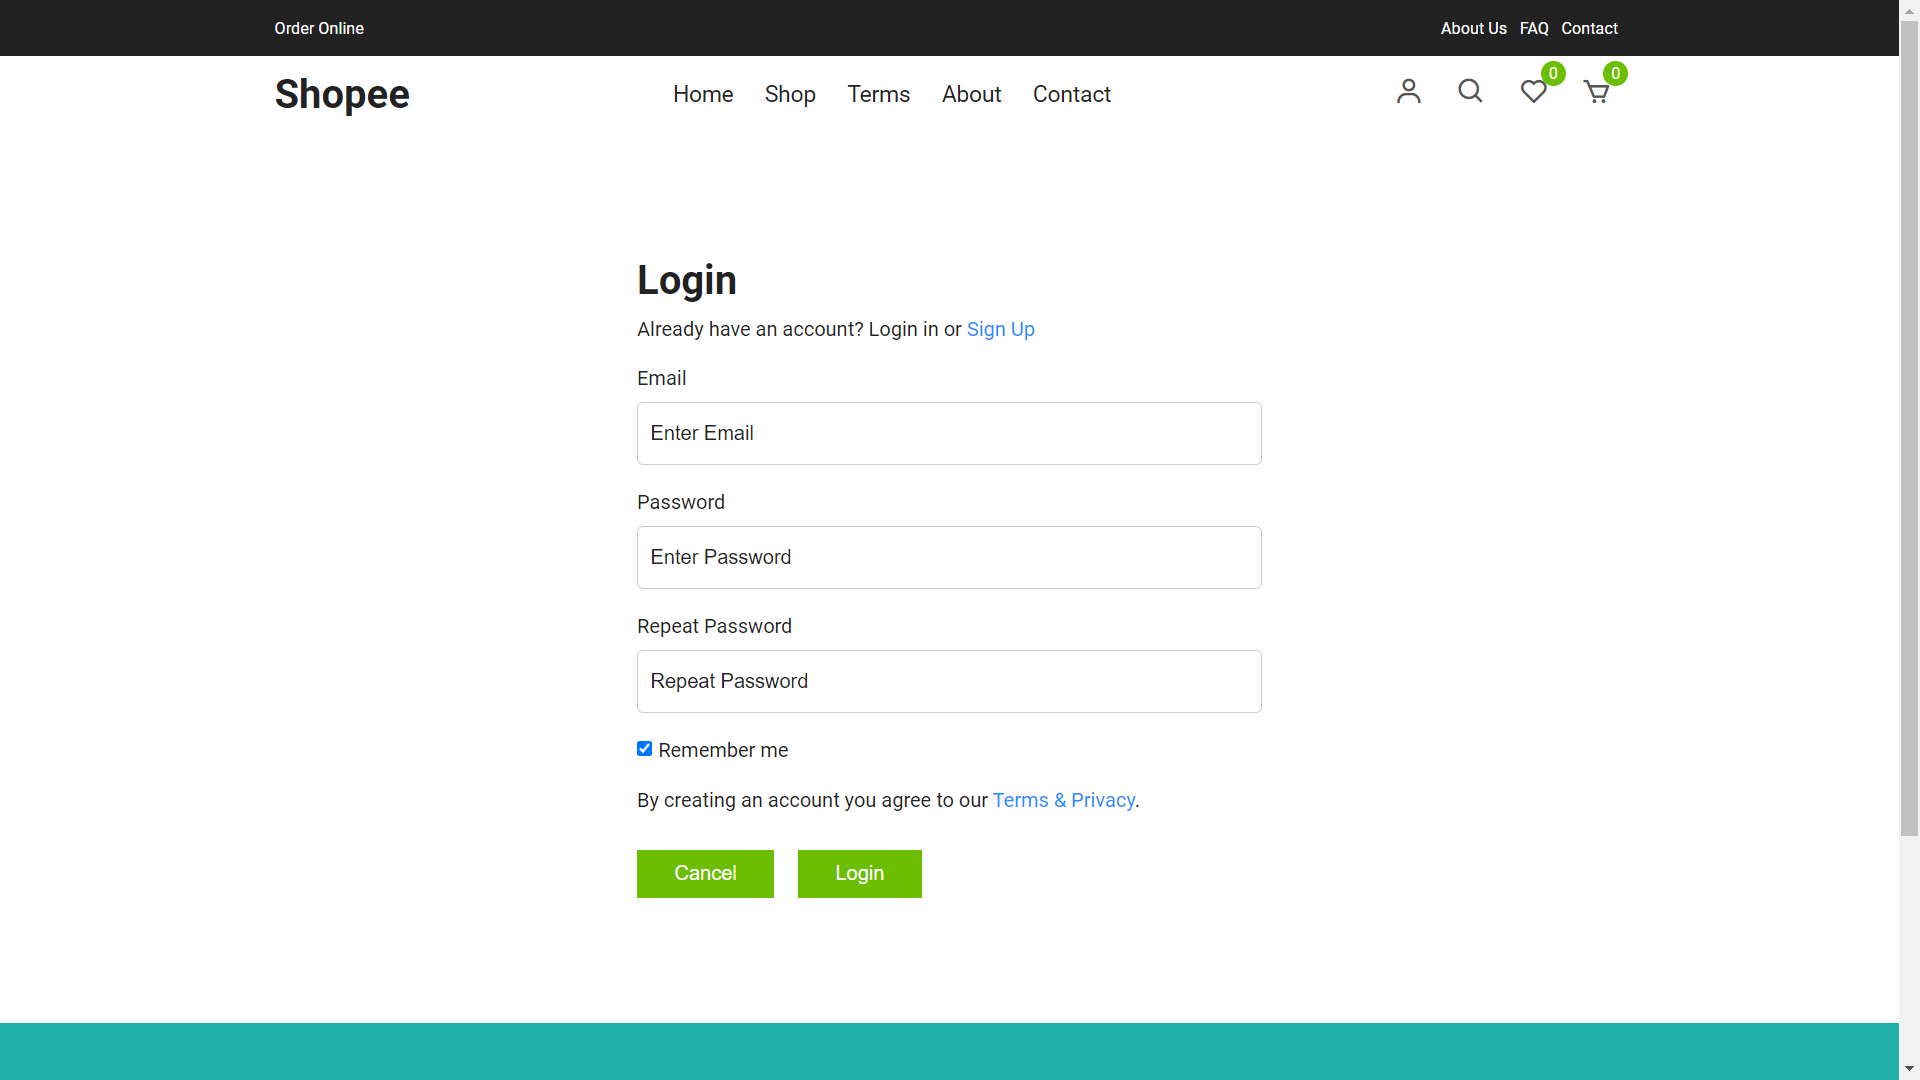 Order Online
About Us FAQ Contact
Shopee
Home Shop Terms About Contact
0
0
Login
Already have an account? Login in or Sign Up
Email
Enter Email
Password
Enter Password
Repeat Password
Repeat Password
Remember me
By creating an account you agree to our Terms & Privacy.
Cancel
Login